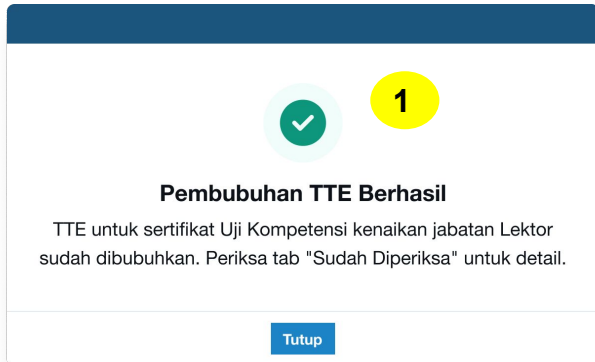 1
Pembubuhan TTE Berhasil
TTE untuk sertifikat Uji Kompetensi kenaikan jabatan Lektor
sudah dibubuhkan. Periksa tab "Sudah Diperiksa" untuk detail.
Tutup